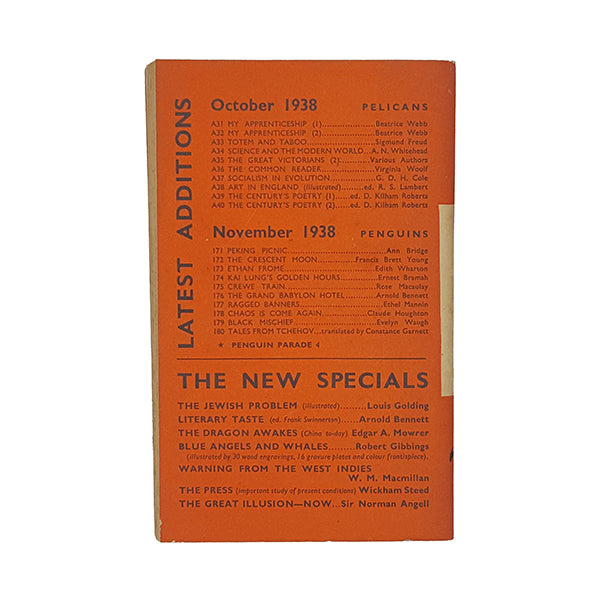 LATEST ADDITIONS
October 1938 PELICANS
A31 MY APPRENTICESHIP (1)......................Beatrice Webb
A32 MY APPRENTICESHIP (2)......................Beatrice Webb
A33 TOTEM AND TABOO......................Sigmund Freud
A34 SCIENCE AND THE MODERN WORLD...A. N. Whitehead
A35 THE GREAT VICTORIANS (2)...............Various Authors
A36 THE COMMON READER......................Virginia Woolf
A37 SOCIALISM IN EVOLUTION...............G. D. H. Cole
A38 ART IN ENGLAND (illustrated).........ed. R. S. Lambert
A39 THE CENTURY'S POETRY (1).....ed. D. Kilham Roberts
A40 THE CENTURY'S POETRY (2).....ed. D. Kilham Roberts
November 1938 PENGUINS
171 PEKING PICNIC..............................Ann Bridge
172 THE CRESCENT MOON............Francis Brett Young
173 ETHAN FROME..............................Edith Wharton
174 KAI LUNG'S GOLDEN HOURS............Ernest Bramah
175 CREWE TRAIN..............................Rose Macaulay
176 THE GRAND BABYLON HOTEL.........Arnold Bennett
177 RAGGED BANNERS........................Ethel Mannin
178 CHAOS IS COME AGAIN............Claude Houghton
179 BLACK MISCHIEF........................Evelyn Waugh
180 TALES FROM TCHEHOV...translated by Constance Garnett
★ PENGUIN PARADE 4
THE NEW SPECIALS
THE JEWISH PROBLEM (illustrated).........Louis Golding
LITERARY TASTE (ed. Frank Swinnerton)......Arnold Bennett
THE DRAGON AWAKES (China to-day) Edgar A. Mowrer
BLUE ANGELS AND WHALES.........Robert Gibbings
(illustrated by 30 wood engravings, 16 gravure plates and colour frontispiece).
WARNING FROM THE WEST INDIES
W. M. Macmillan
THE PRESS (important study of present conditions) Wickham Steed
THE GREAT ILLUSION—NOW...Sir Norman Angell